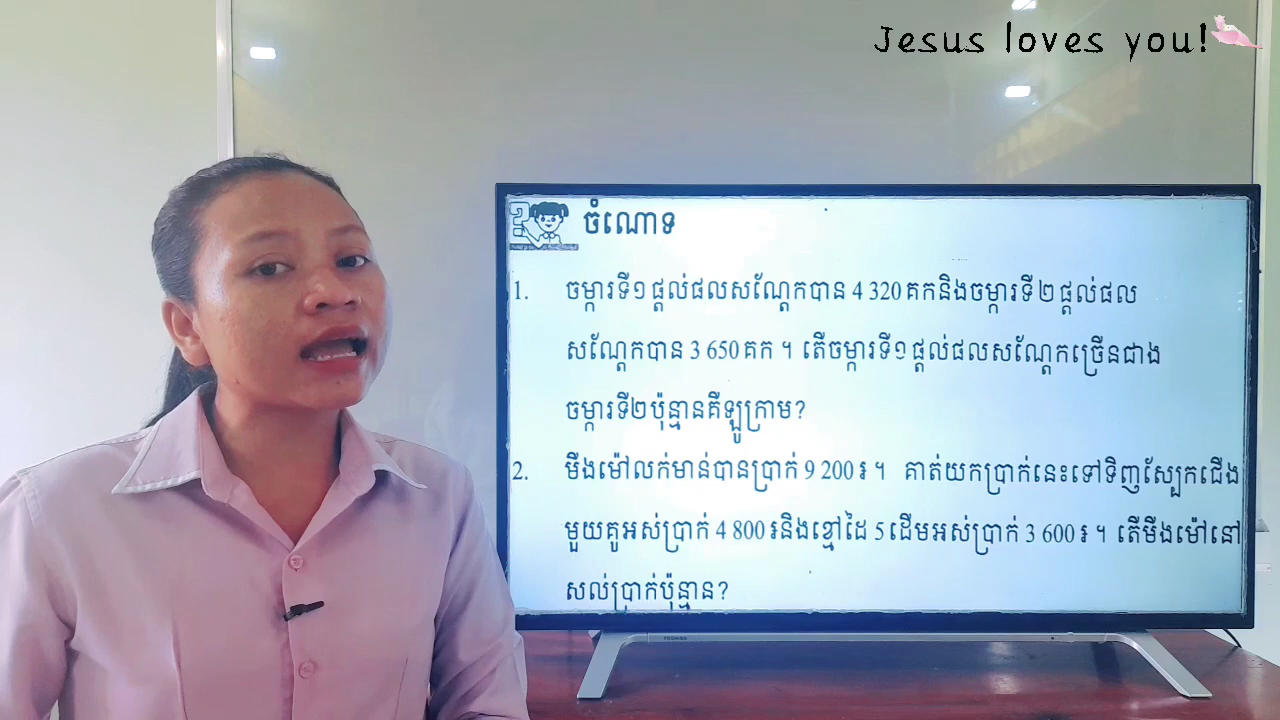 Jesus loves you!
ចំណោទ
1. ចម្ការទី១ ផ្តល់ផលសណ្តែកបាន 4 320 គកនិងចម្ការទី ២ ផ្តល់ផល
សណ្តែកបាន 3 650 គក ។ តើចម្ការទី១ ផ្តល់ផលសណ្តែកច្រើនជាង
ចម្ការទី២ ប៉ុន្មានគីឡូក្រាម?
2. មីងម៉ៅលក់មាន់បានប្រាក់ 9 200៛ ។ គាត់យកប្រាក់នេះទៅទិញស្បែកជើង
មួយគូអស់ប្រាក់ 4 800៛និងខ្មៅដៃ 5 ដើមអស់ប្រាក់ 3 600៛ ។ តើមីងម៉ៅនៅ
សល់ប្រាក់ប៉ុន្មាន?
TOSHIBA